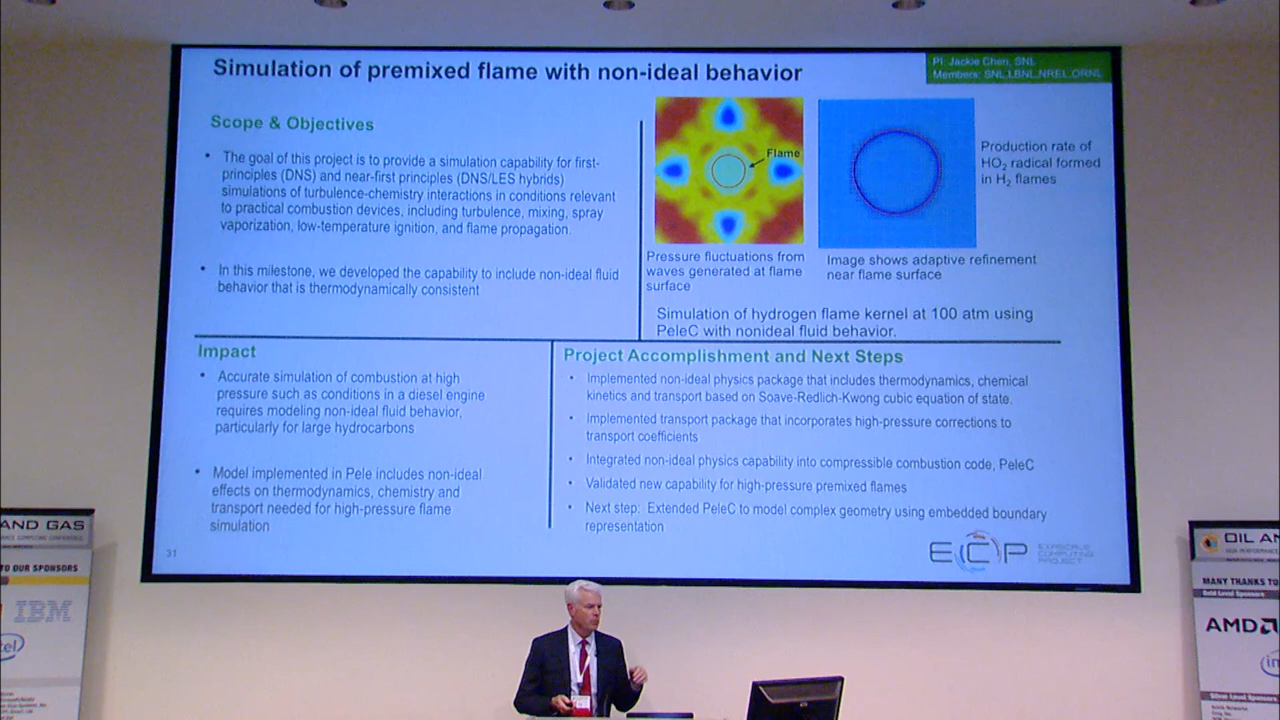 Simulation of premixed flame with non-ideal behavior
PI: Jackie Chen, SNL
Members: SNL,LBNL,NREL,ORNL
Scope & Objectives
• The goal of this project is to provide a simulation capability for first-
principles (DNS) and near-first principles (DNS/LES hybrids)
simulations of turbulence-chemistry interactions in conditions relevant
to practical combustion devices, including turbulence, mixing, spray
vaporization, low-temperature ignition, and flame propagation.
• In this milestone, we developed the capability to include non-ideal fluid
behavior that is thermodynamically consistent
Flame
Production rate of
HO2 radical formed
in H2 flames
Pressure fluctuations from
waves generated at flame
surface
Image shows adaptive refinement
near flame surface
Simulation of hydrogen flame kernel at 100 atm using
PeleC with nonideal fluid behavior.
Impact
• Accurate simulation of combustion at high
pressure such as conditions in a diesel engine
requires modeling non-ideal fluid behavior,
particularly for large hydrocarbons
• Model implemented in Pele includes non-ideal
effects on thermodynamics, chemistry and
transport needed for high-pressure flame
simulation
Project Accomplishment and Next Steps
• Implemented non-ideal physics package that includes thermodynamics, chemical
kinetics and transport based on Soave-Redlich-Kwong cubic equation of state.
• Implemented transport package that incorporates high-pressure corrections to
transport coefficients
• Integrated non-ideal physics capability into compressible combustion code, PeleC
• Validated new capability for high-pressure premixed flames
• Next step: Extended PeleC to model complex geometry using embedded boundary
representation
31
ECP
EXASCALE
COMPUTING
PROJECT
AND GAS
TO OUR SPONSORS
IBM
tel
OIL AN
MANY THANKS TO
Gold Level Sponsors
AMD
in
Silver Level Sponsors